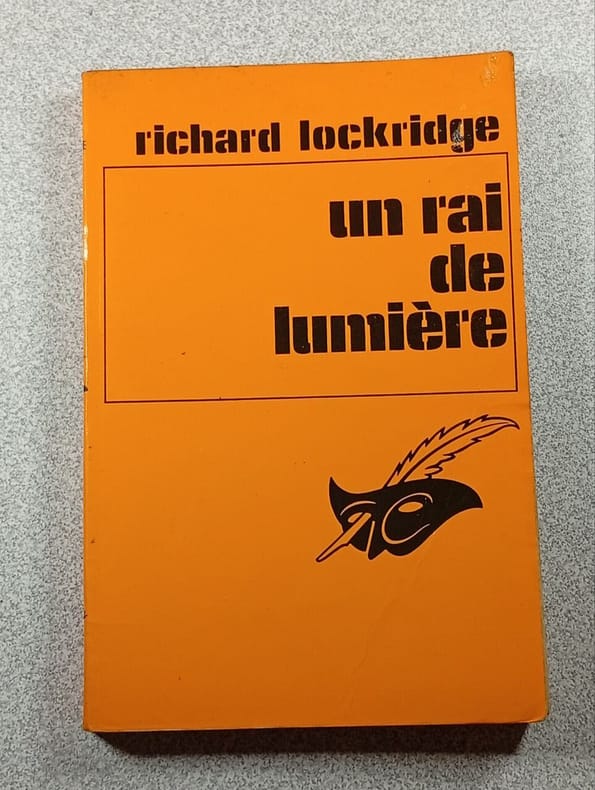 richard lockridge
un rai
de
lumière